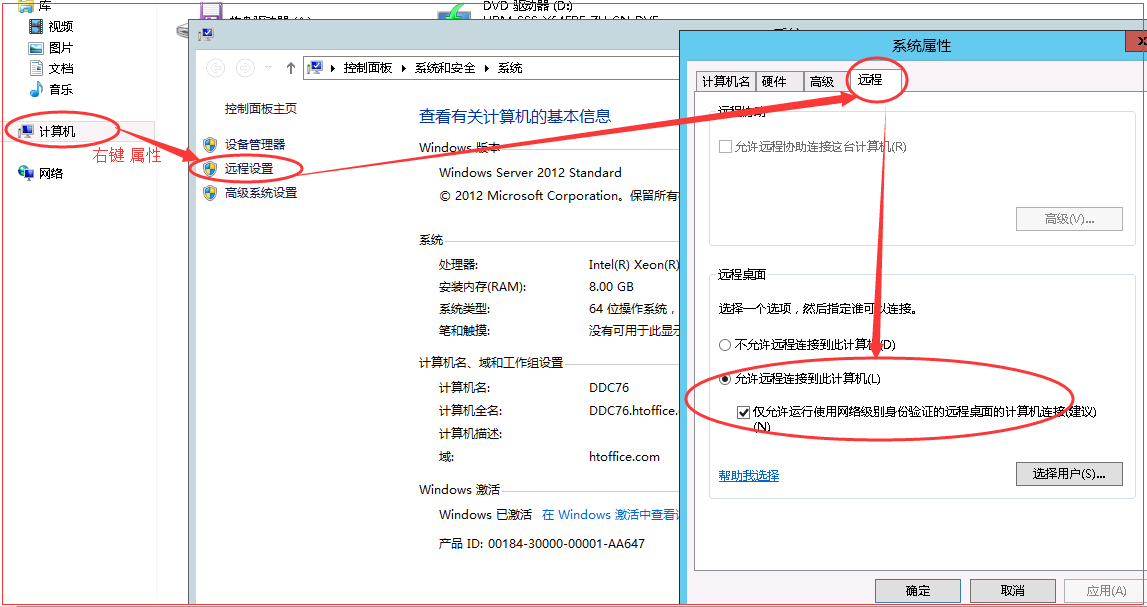 库
视频
图片
文档
音乐
计算机
右键 属性
网络
DVD 驱动器 (D:)
控制面板 系统和安全 系统
控制面板主页
设备管理器
远程设置
高级系统设置
查看有关计算机的基本信息
Windows 版本
Windows Server 2012 Standard
© 2012 Microsoft Corporation。保留所有
系统
处理器: Intel(R) Xeon(R)
安装内存(RAM): 8.00 GB
系统类型: 64 位操作系统，
笔和触摸: 没有可用于此显示
计算机名、域和工作组设置
计算机名: DDC76
计算机全名: DDC76.htoffice.
计算机描述:
域: htoffice.com
Windows 激活
Windows 已激活 在 Windows 激活中查看
产品 ID: 00184-30000-00001-AA647
系统属性
计算机名 硬件 高级 远程
远程协助
允许远程协助连接这台计算机(R)
高级(V)...
远程桌面
选择一个选项，然后指定谁可以连接。
不允许远程连接到此计算机(D)
允许远程连接到此计算机(L)
仅允许运行使用网络级别身份验证的远程桌面的计算机连接(建议)
(N)
帮助我选择
选择用户(S)...
确定 取消 应用(A)